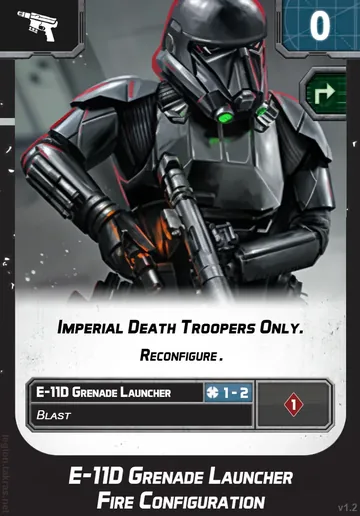 0
IMPERIAL DEATH TROOPERS ONLY.
RECONFIGURE .
E-11D GRENADE LAUNCHER 1 - 2
BLAST
1
E-11D GRENADE LAUNCHER
FIRE CONFIGURATION
v1.2